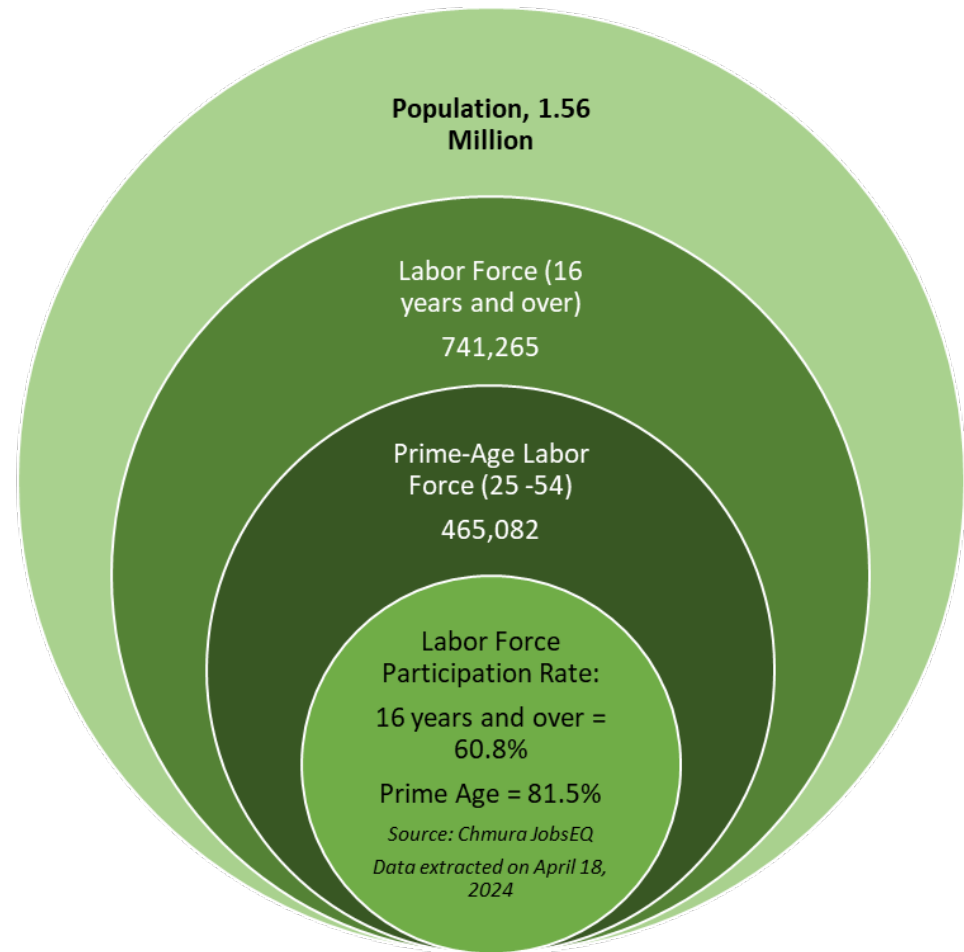 Population, 1.56
Million
Labor Force (16
years and over)
741,265
Prime-Age Labor
Force (25 -54)
465,082
Labor Force
Participation Rate:
16 years and over =
60.8%
Prime Age = 81.5%
Source: Chmura JobsEQ
Data extracted on April 18,
2024